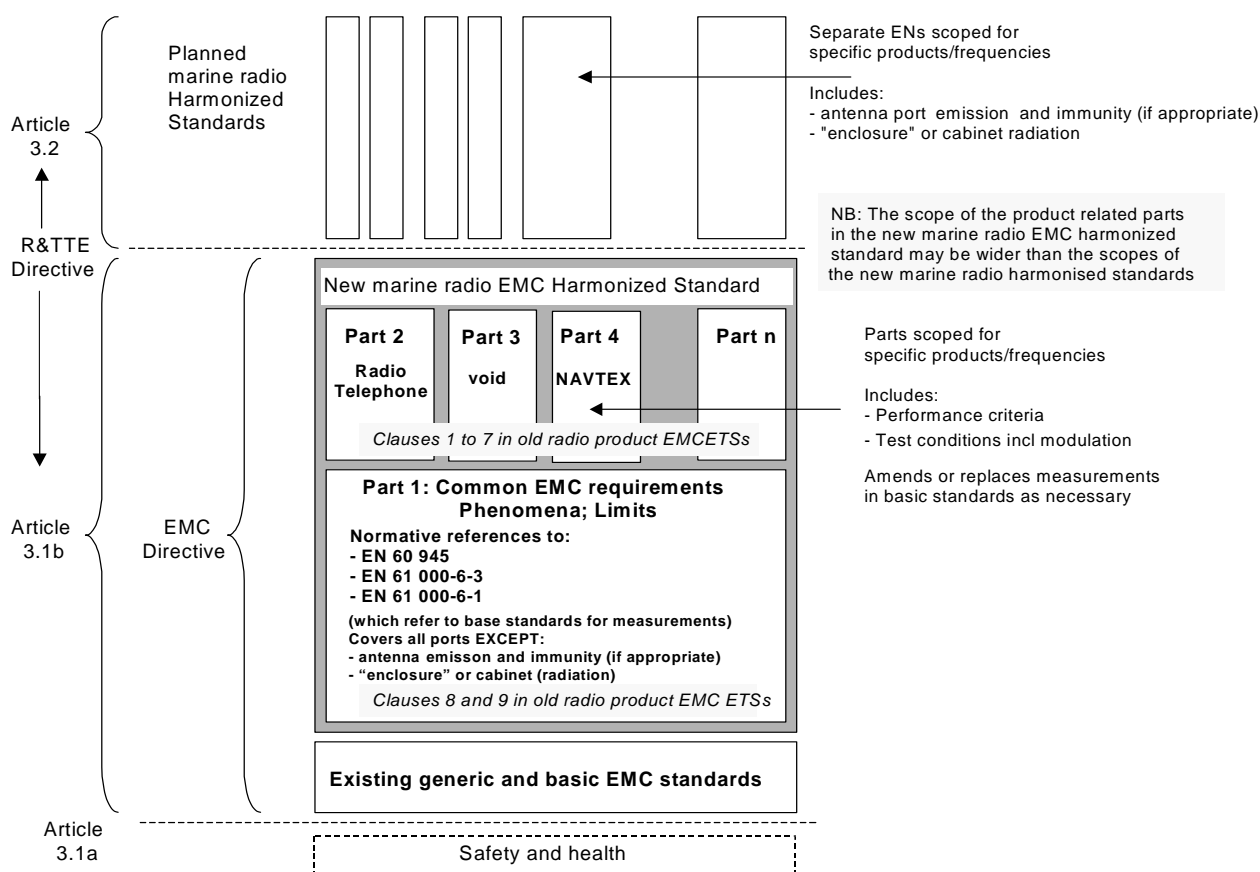 Planned
marine radio
Harmonized
Standards
Separate ENs scoped for
specific products/frequencies
Includes:
- antenna port emission and immunity (if appropriate)
- "enclosure" or cabinet radiation
Article
3.2
R&TTE
Directive
NB: The scope of the product related parts
in the new marine radio EMC harmonized
standard may be wider than the scopes of
the new marine radio harmonised standards
New marine radio EMC Harmonized Standard
Part 2
Radio
Telephone
Part 3
void
Part 4
NAVTEX
Part n
Clauses 1 to 7 in old radio product EMCETSs
Parts scoped for
specific products/frequencies
Includes:
- Performance criteria
- Test conditions incl modulation
Amends or replaces measurements
in basic standards as necessary
Article
3.1b
EMC
Directive
Part 1: Common EMC requirements
Phenomena; Limits
Normative references to:
- EN 60 945
- EN 61 000-6-3
- EN 61 000-6-1
(which refer to base standards for measurements)
Covers all ports EXCEPT:
- antenna emisson and immunity (if appropriate)
- “enclosure” or cabinet (radiation)
Clauses 8 and 9 in old radio product EMC ETSs
Existing generic and basic EMC standards
Article
3.1a
Safety and health